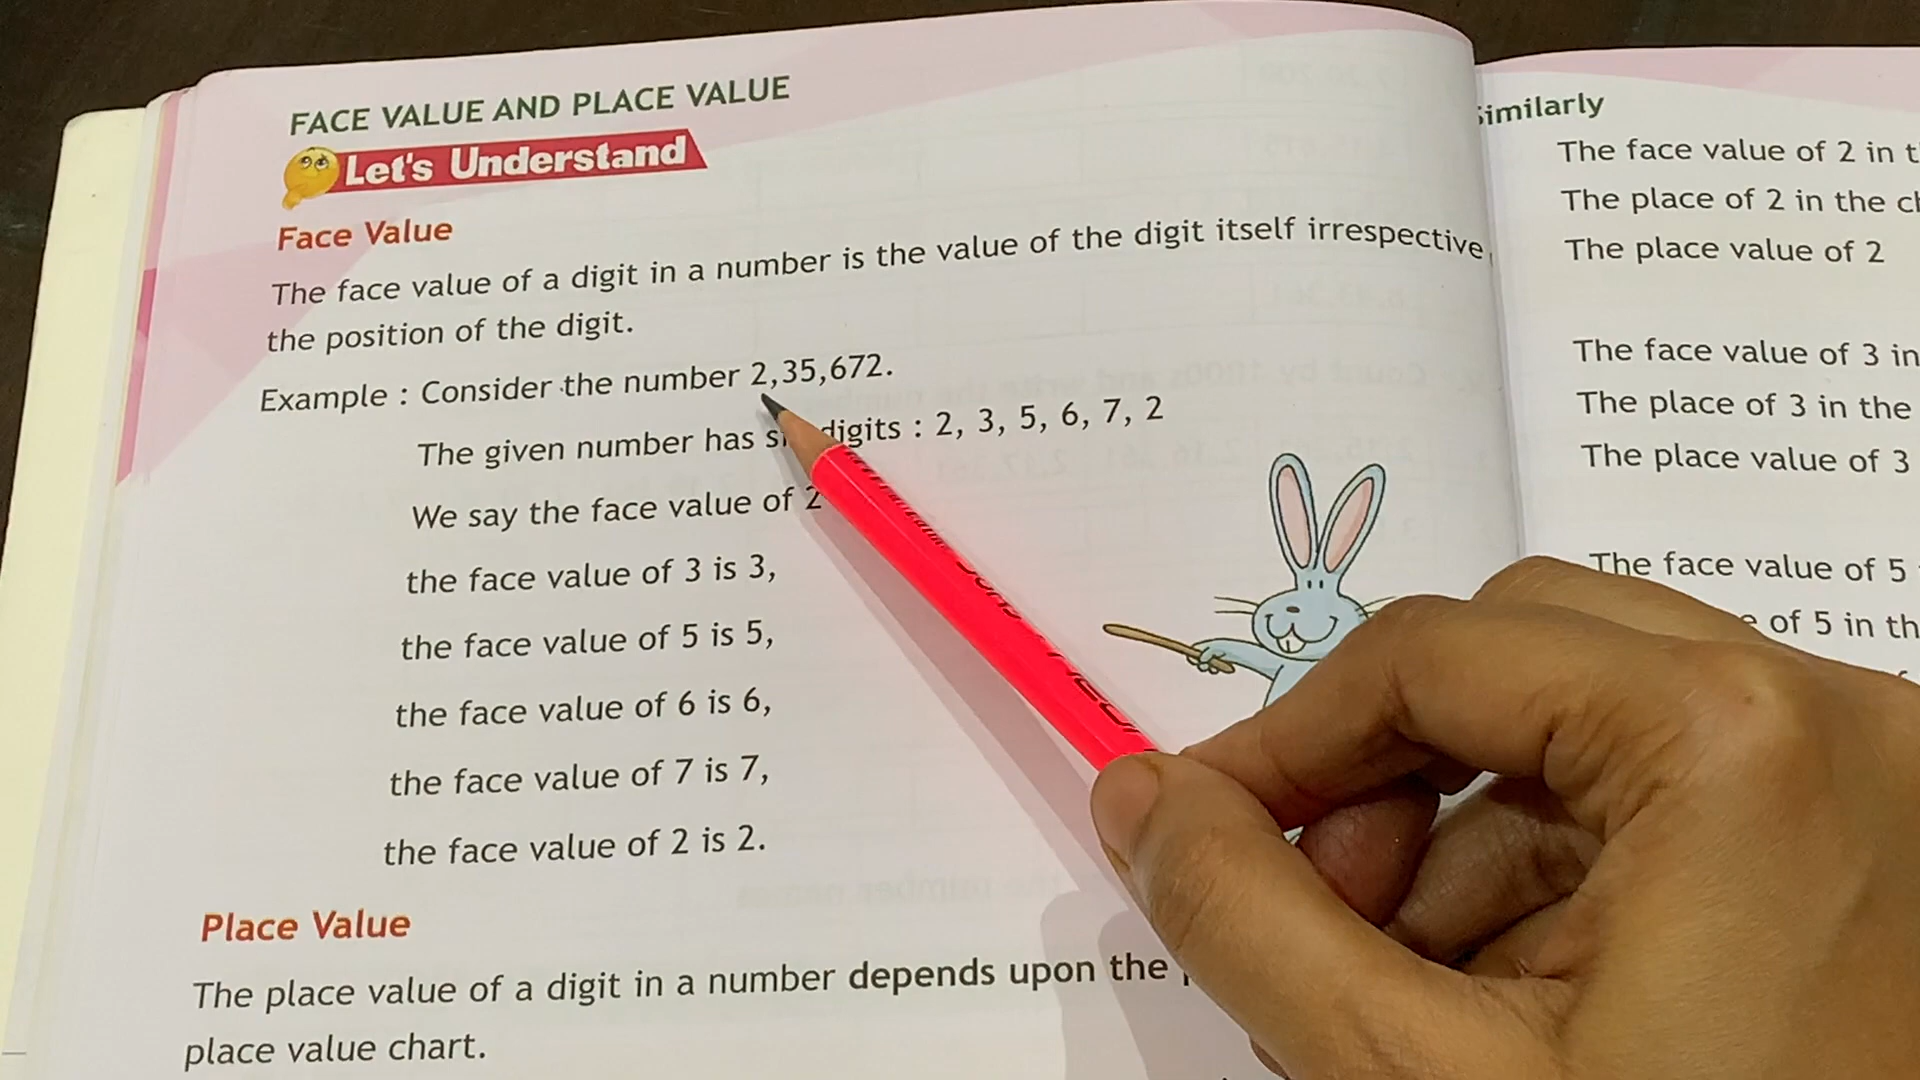 FACE VALUE AND PLACE VALUE
Let's Understand
Face Value
The face value of a digit in a number is the value of the digit itself irrespective
the position of the digit.
Example : Consider the number 2,35,672.
The given number has digits : 2, 3, 5, 6, 7, 2
We say the face value of 2
the face value of 3 is 3,
the face value of 5 is 5,
the face value of 6 is 6,
the face value of 7 is 7,
the face value of 2 is 2.
Place Value
The place value of a digit in a number depends upon the
place value chart.
Similarly
The face value of 2 in
The place of 2 in the
The place value of 2
The face value of 3 in
The place of 3 in the
The place value of 3
The face value of 5
of 5 in